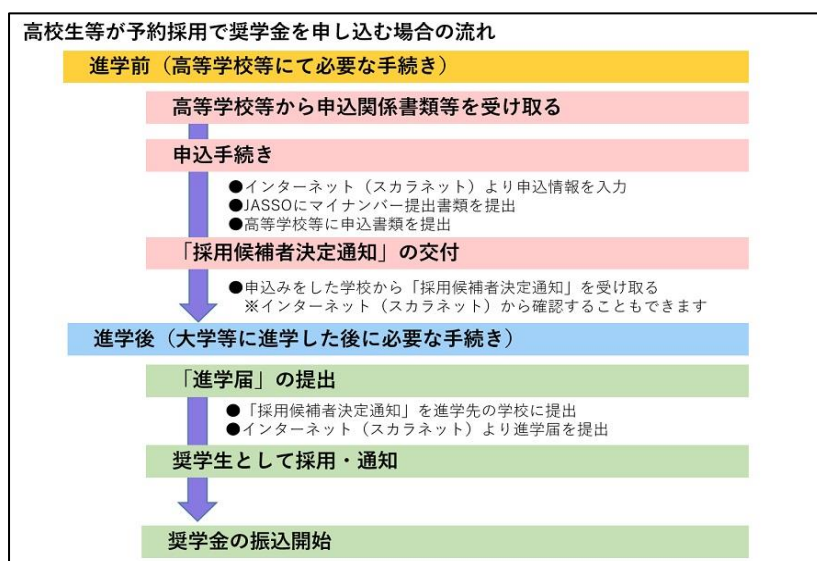 高校生等が予約採用で奨学金を申し込む場合の流れ
進学前（高等学校等にて必要な手続き）
高等学校等から申込関係書類等を受け取る
申込手続き
●インターネット（スカラネット）より申込情報を入力
●JASSOにマイナンバー提出書類を提出
●高等学校等に申込書類を提出
「採用候補者決定通知」の交付
●申込みをした学校から「採用候補者決定通知」を受け取る
※インターネット（スカラネット）から確認することもできます
進学後（大学等に進学した後に必要な手続き）
「進学届」の提出
●「採用候補者決定通知」を進学先の学校に提出
●インターネット（スカラネット）より進学届を提出
奨学生として採用・通知
奨学金の振込開始